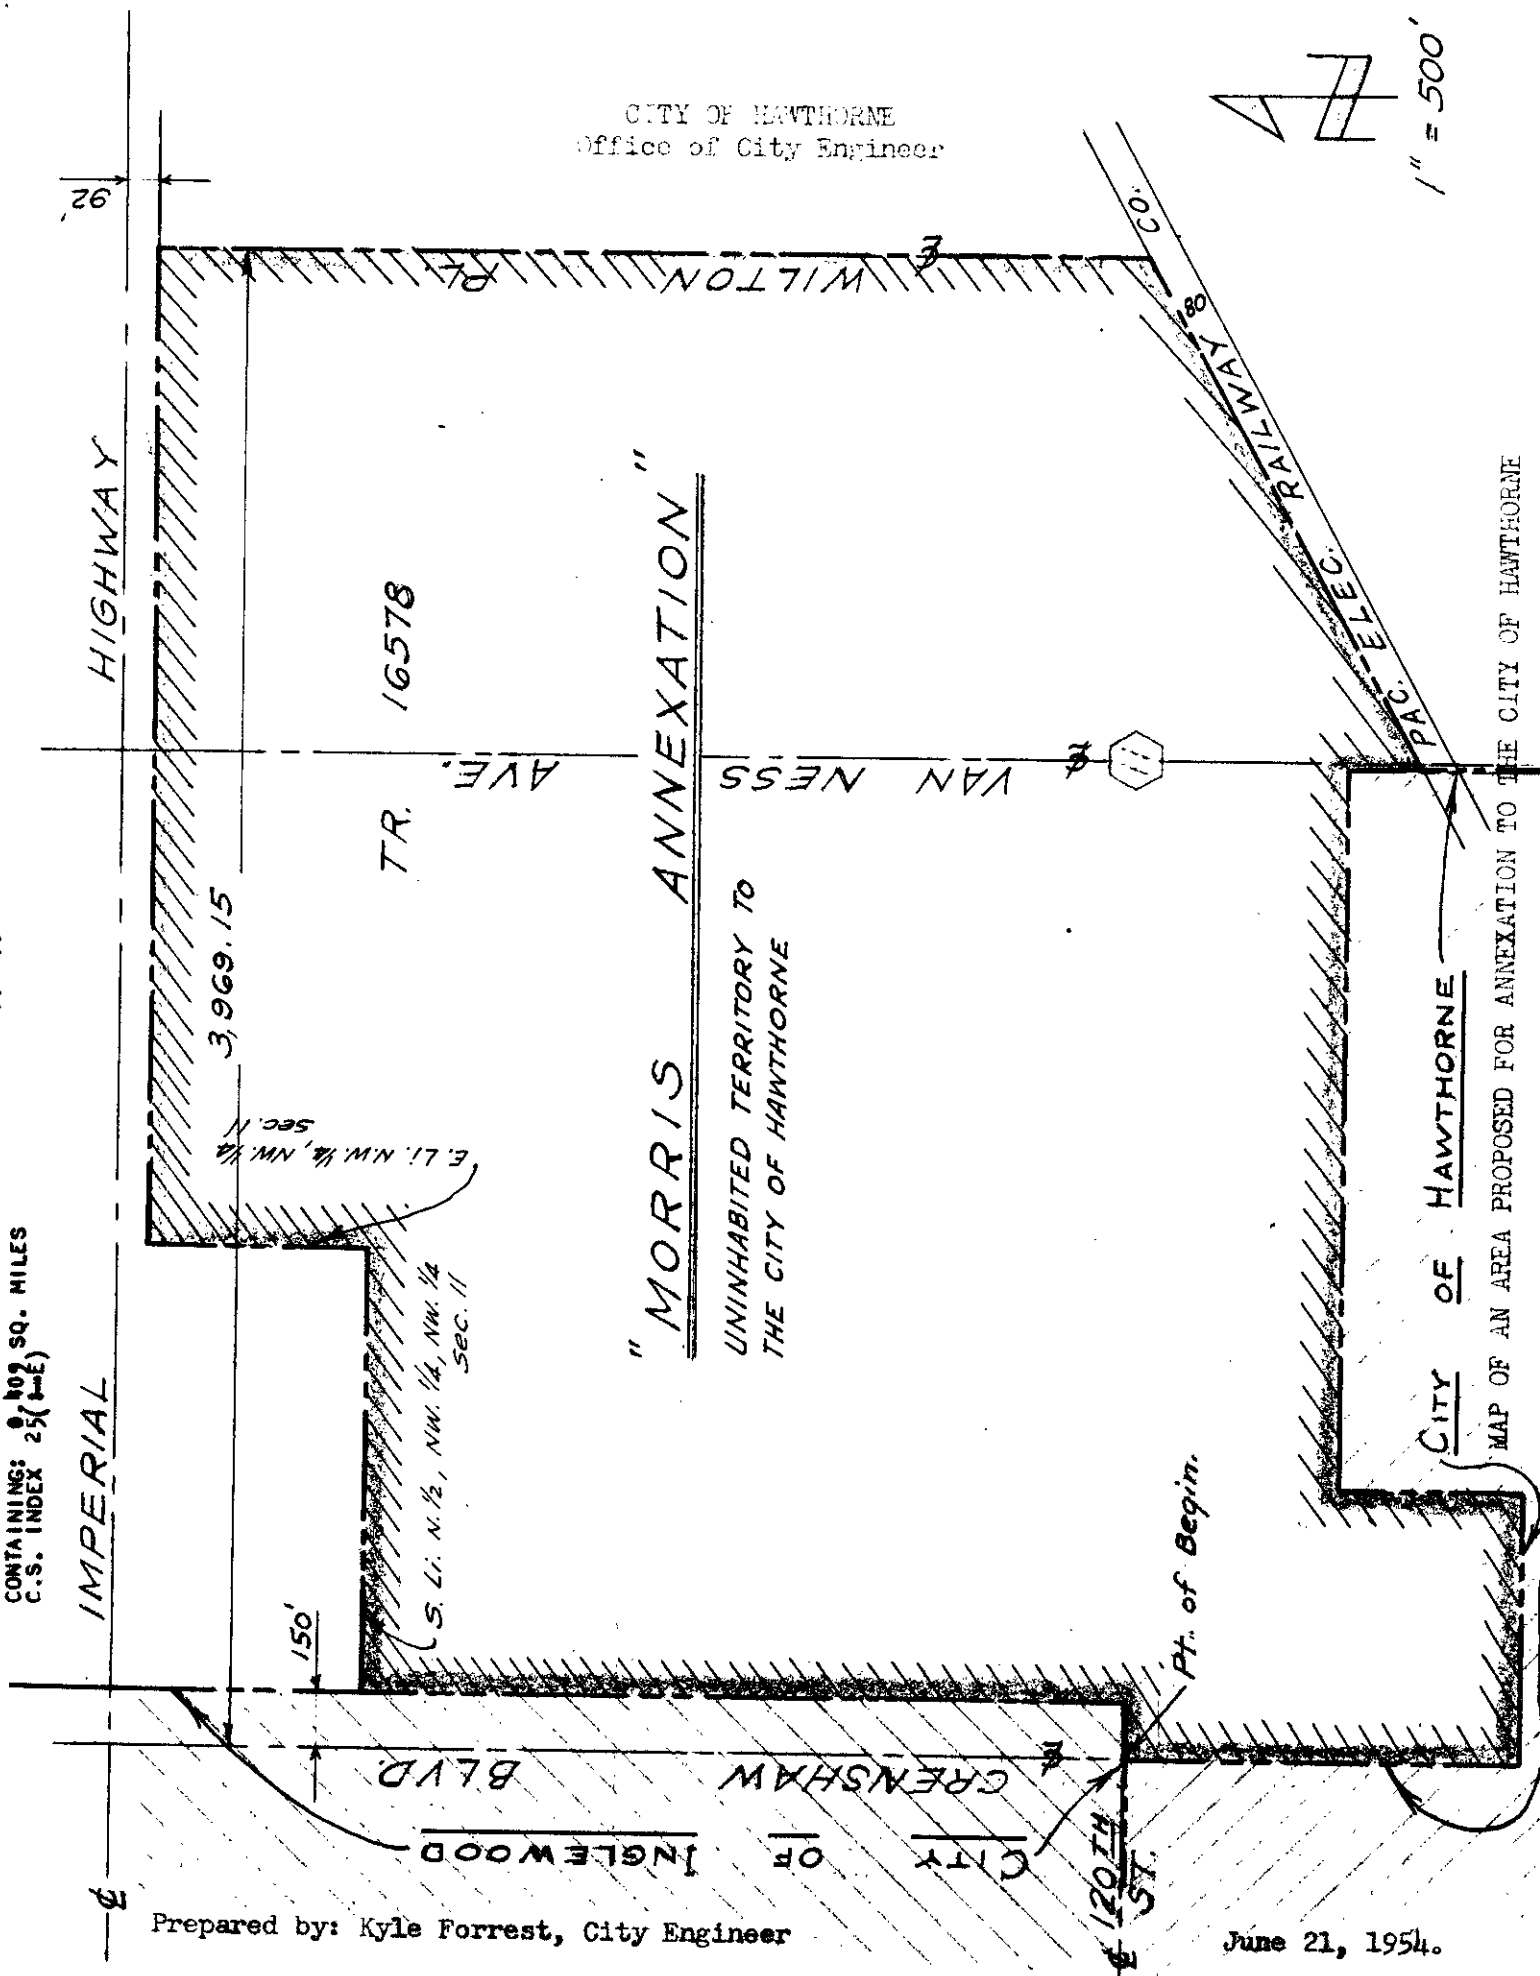 CONTAINING: SQ. MILES
C.S. INDEX
CITY OF HAWTHORNE
Office of City Engineer
IMPERIAL HIGHWAY
92'
3,969.15
150'
E. Li. N.W. 1/4, NW. 1/4
sec. 11
S. Li. N. 1/2, NW. 1/4, NW. 1/4
sec. 11
TR. 16578
"MORRIS ANNEXATION"
UNINHABITED TERRITORY TO
THE CITY OF HAWTHORNE
WILTON PL.
VAN NESS AVE.
CRENSHAW BLVD.
CITY OF INGLEWOOD
120TH
ST.
Pt. of Begin.
PAC. ELEC. RAILWAY CO.
80
CITY OF HAWTHORNE
1" = 500'
MAP OF AN AREA PROPOSED FOR ANNEXATION TO THE CITY OF HAWTHORNE
Prepared by: Kyle Forrest, City Engineer
June 21, 1954.